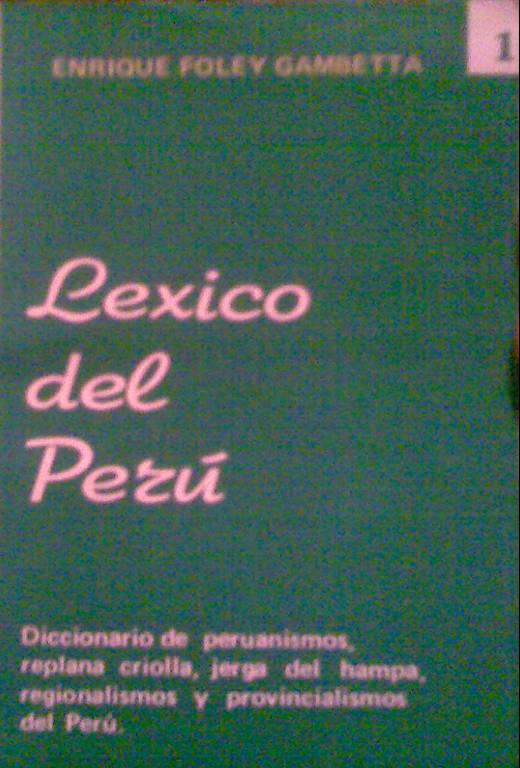 ENRIQUE FOLEY GAMBETTA
1
Lexico
del
Perú
Diccionario de peruanismos,
replana criolla, jerga del hampa,
regionalismos y provincialismos
del Perú.